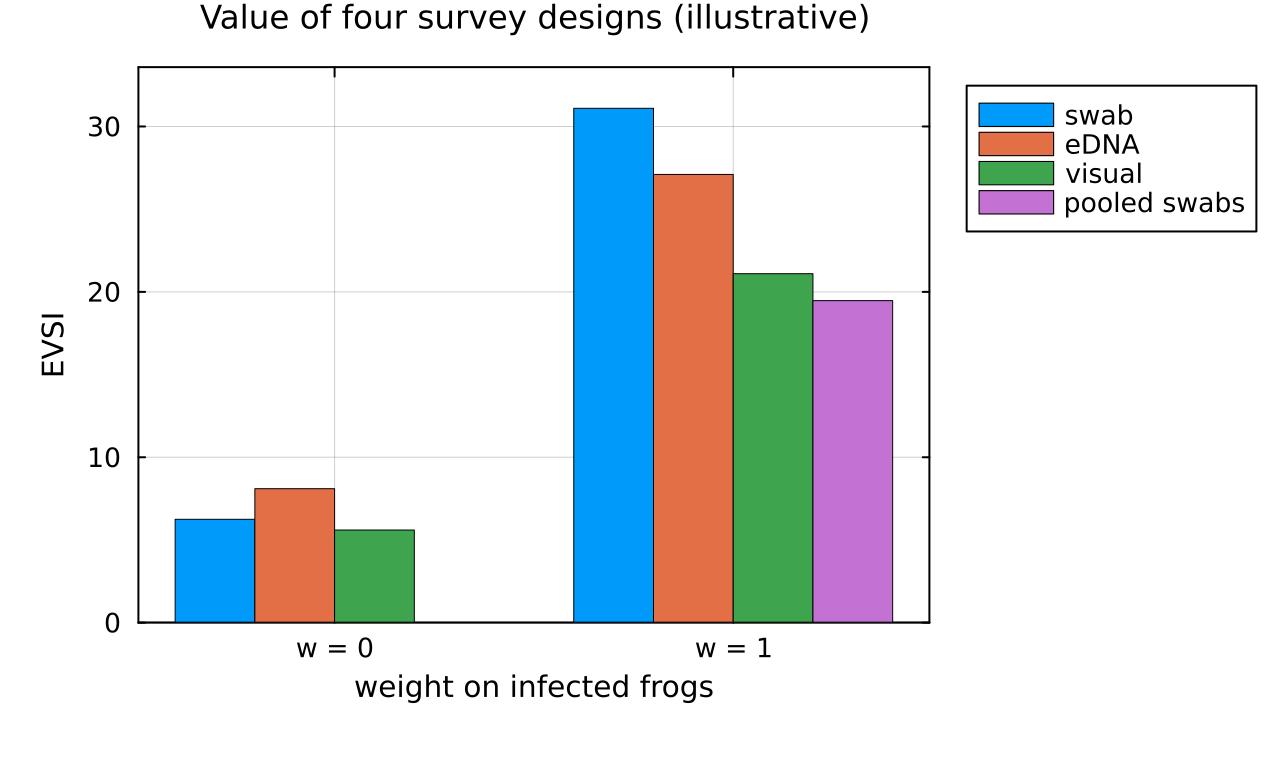 Value of four survey designs (illustrative)
30
20
10
0
EVSI
w = 0
w = 1
weight on infected frogs
swab
eDNA
visual
pooled swabs